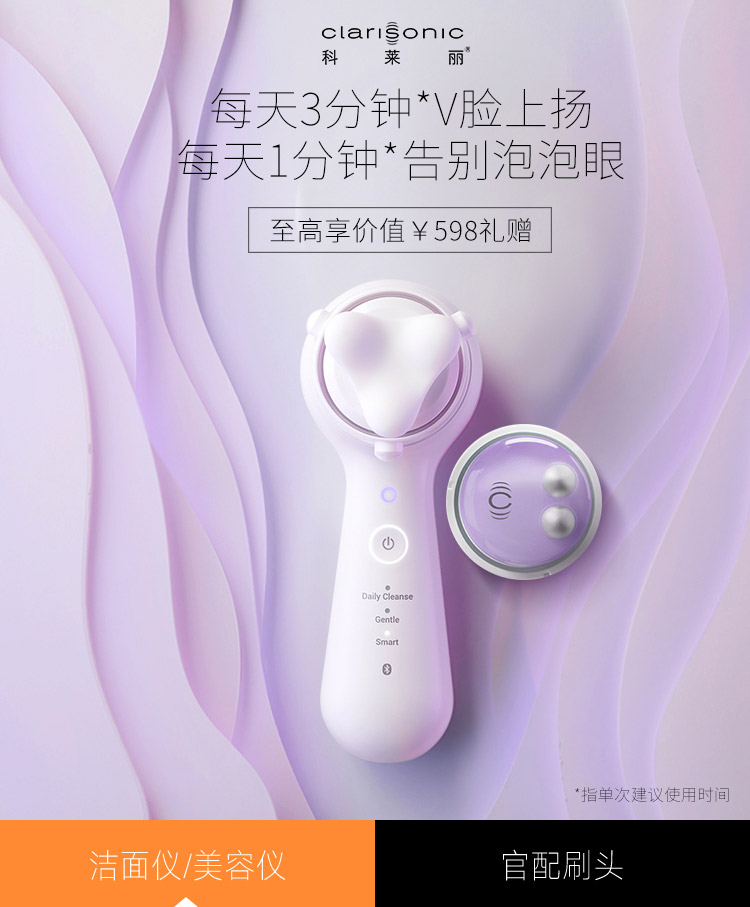 clarisonic
科莱丽®
每天3分钟*V脸上扬
每天1分钟*告别泡泡眼
至高享价值￥598礼赠
Daily Cleanse
Gentle
Smart
*指单次建议使用时间
洁面仪/美容仪
官配刷头